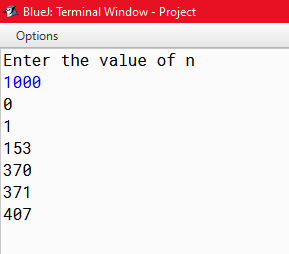 BlueJ: Terminal Window - Project
Options
Enter the value of n
1000
0
1
153
370
371
407